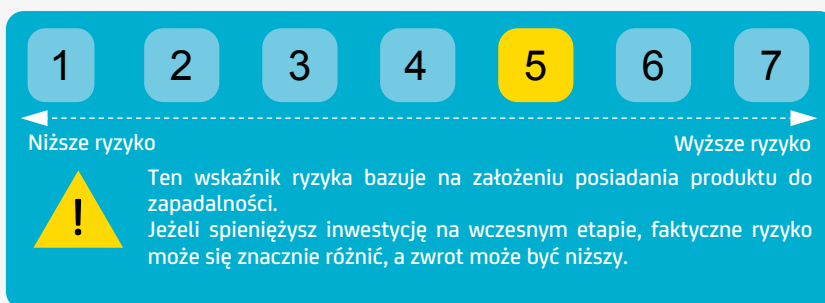 1 2 3 4 5 6 7
Niższe ryzyko Wyższe ryzyko
!
Ten wskaźnik ryzyka bazuje na założeniu posiadania produktu do
zapadalności.
Jeżeli spieniężysz inwestycję na wczesnym etapie, faktyczne ryzyko
może się znacznie różnić, a zwrot może być niższy.